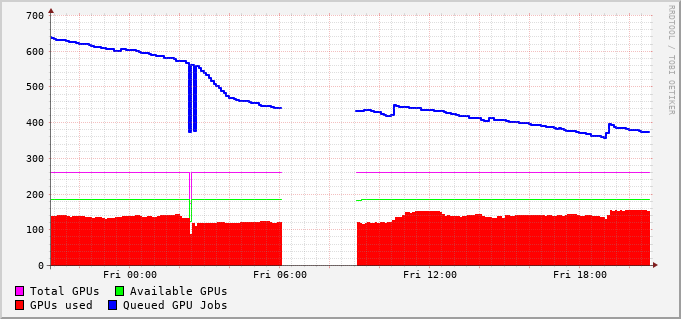 700
600
500
400
300
200
100
0
Fri 00:00 Fri 06:00 Fri 12:00 Fri 18:00
Total GPUs Available GPUs
GPUs used Queued GPU Jobs
RRDTOOL / TOBI OETIKER